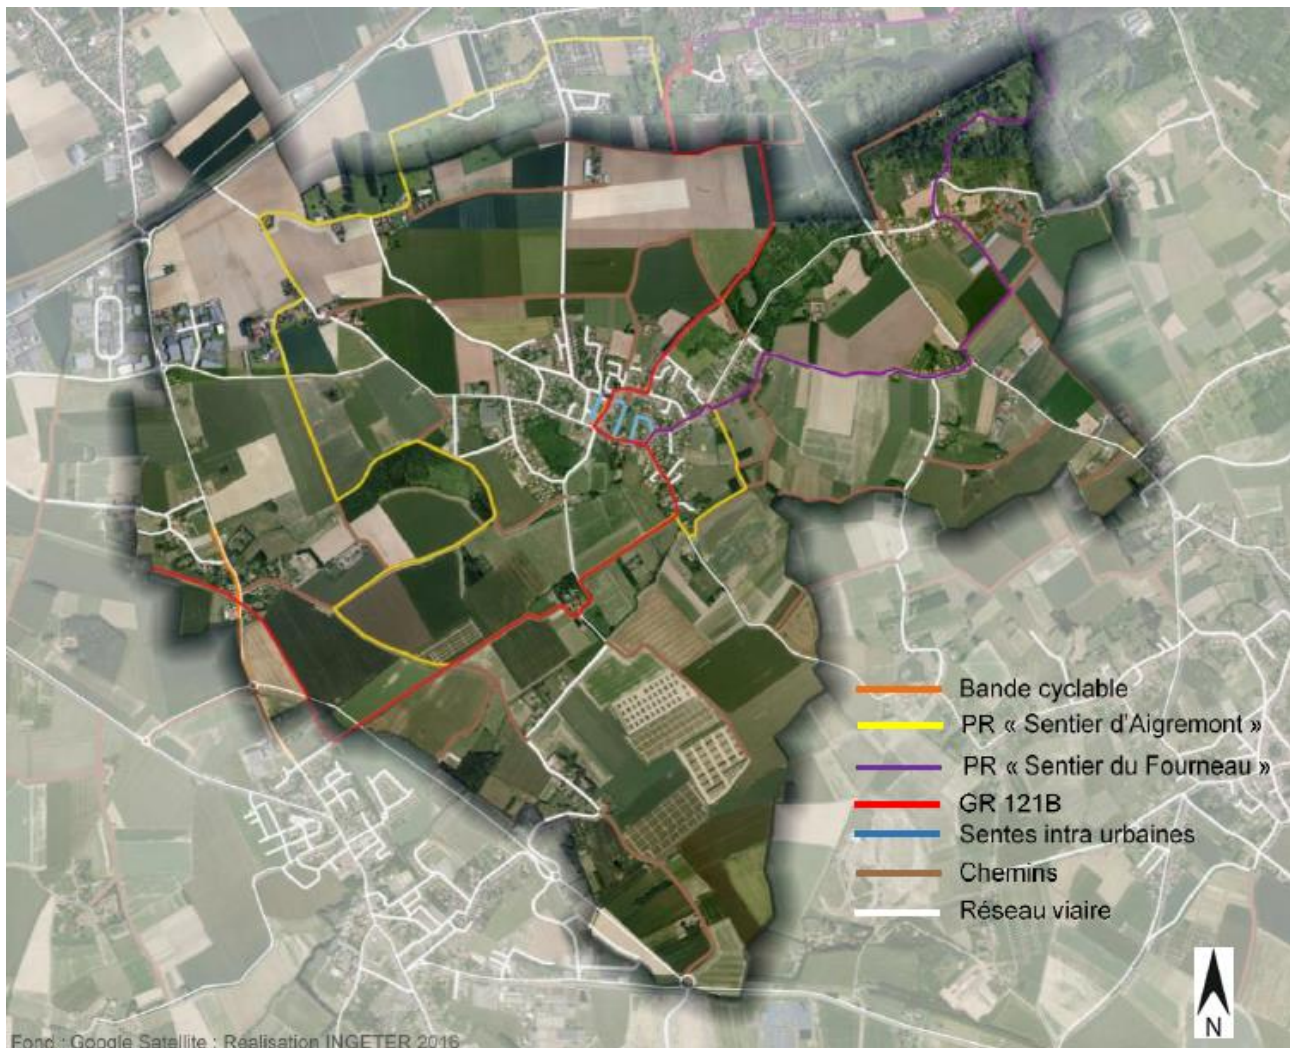 Bande cyclable
PR « Sentier d'Aigremont »
PR « Sentier du Fourneau »
GR 121B
Sentes intra urbaines
Chemins
Réseau viaire
N
Fond : Google Satellite ; Réalisation INGETER 2016